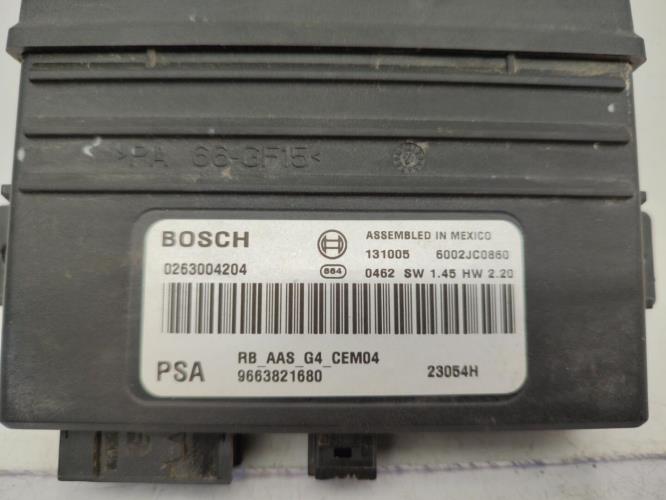 >PA 66-GF15<
BOSCH
ASSEMBLED IN MEXICO
131005 6002JC0860
0263004204
664 0462 SW 1.45 HW 2.20
PSA
RB_AAS_G4_CEM04
9663821680
23054H